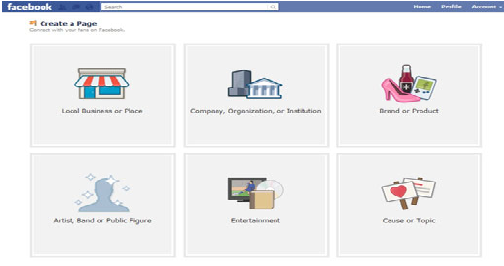 facebook Search Home Profile Account
Create a Page
Connect with your fans on Facebook.
Local Business or Place Company, Organization, or Institution Brand or Product
Artist, Band or Public Figure Entertainment Cause or Topic